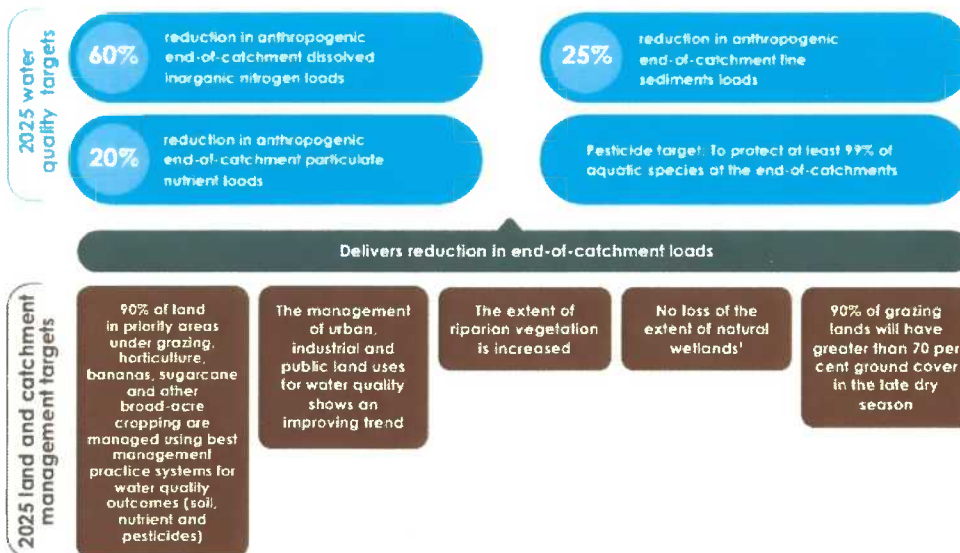 2025 water
quality targets
60%
reduction in anthropogenic
end-of-catchment dissolved
inorganic nitrogen loads
25%
reduction in anthropogenic
end-of-catchment fine
sediments loads
20%
reduction in anthropogenic
end-of-catchment particulate
nutrient loads
Pesticide target: To protect at least 99% of
aquatic species at the end-of-catchments
Delivers reduction in end-of-catchment loads
2025 land and catchment
management targets
90% of land
in priority areas
under grazing,
horticulture,
bananas, sugarcane
and other
broad-acre
cropping are
managed using best
management
practice systems for
water quality
outcomes (soil,
nutrient and
pesticides)
The management
of urban,
industrial and
public land uses
for water quality
shows an
improving trend
The extent of
riparian vegetation
is increased
No loss of the
extent of natural
wetlands¹
90% of grazing
lands will have
greater than 70 per
cent ground cover
in the late dry
season